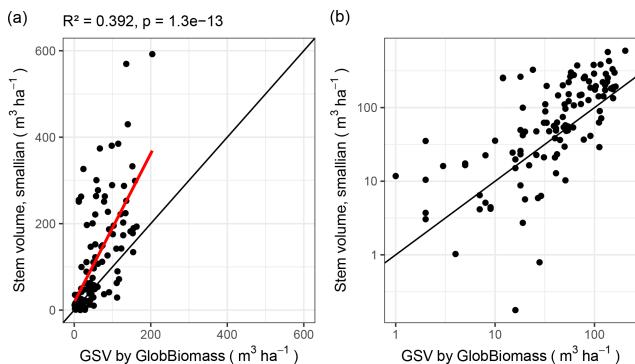 (a)
R² = 0.392, p = 1.3e−13
(b)
Stem volume, smallian ( m³ ha⁻¹ )
600
400
200
0
0
200
400
600
GSV by GlobBiomass ( m³ ha⁻¹ )
Stem volume, smallian ( m³ ha⁻¹ )
100
10
1
1
10
100
GSV by GlobBiomass ( m³ ha⁻¹ )